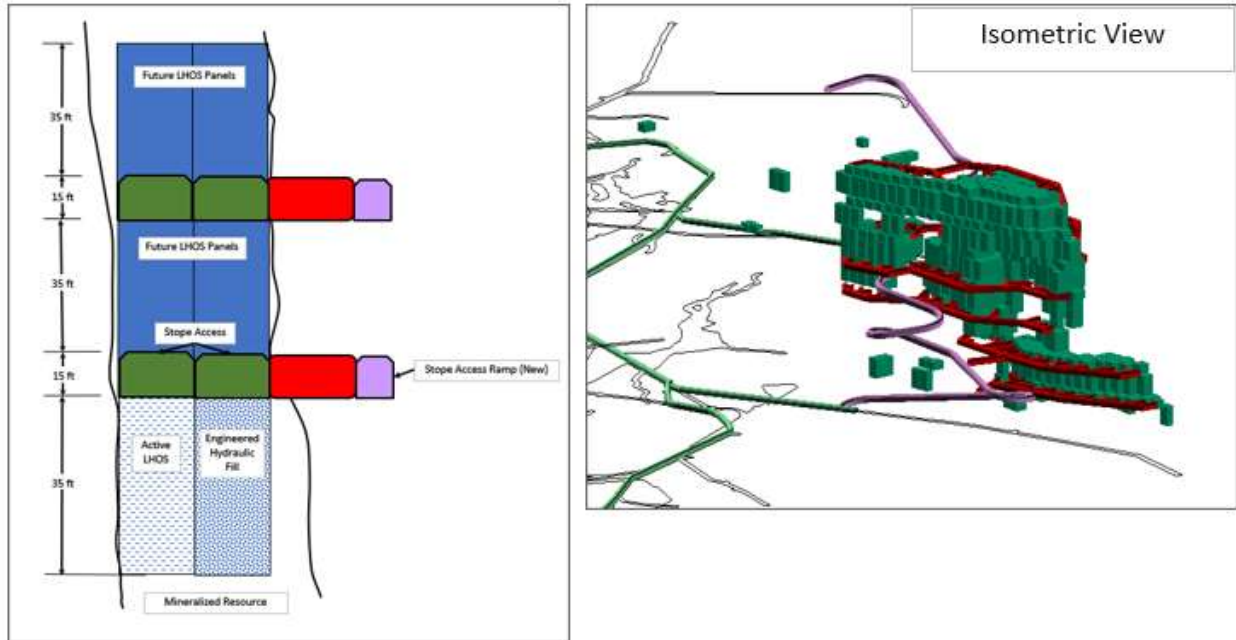 Isometric View
Future LHOS Panels
35 ft
15 ft
Future LHOS Panels
35 ft
Stope Access
15 ft
Stope Access Ramp (New)
Active
LHOS
Engineered
Hydraulic
Fill
35 ft
Mineralized Resource